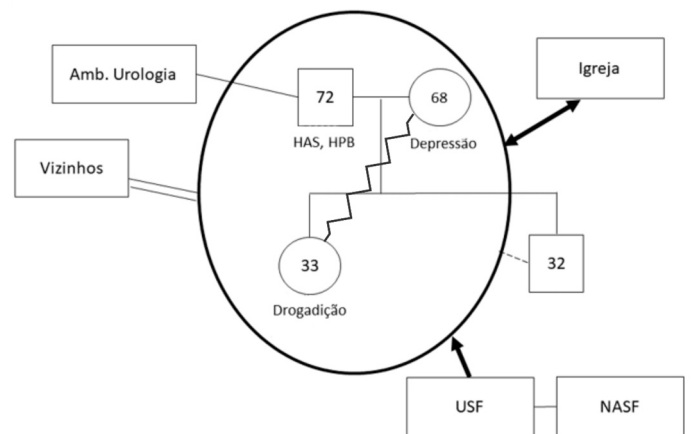 Amb. Urologia
Igreja
72
68
HAS, HPB
Depressão
Vizinhos
33
32
Drogadição
USF
NASF